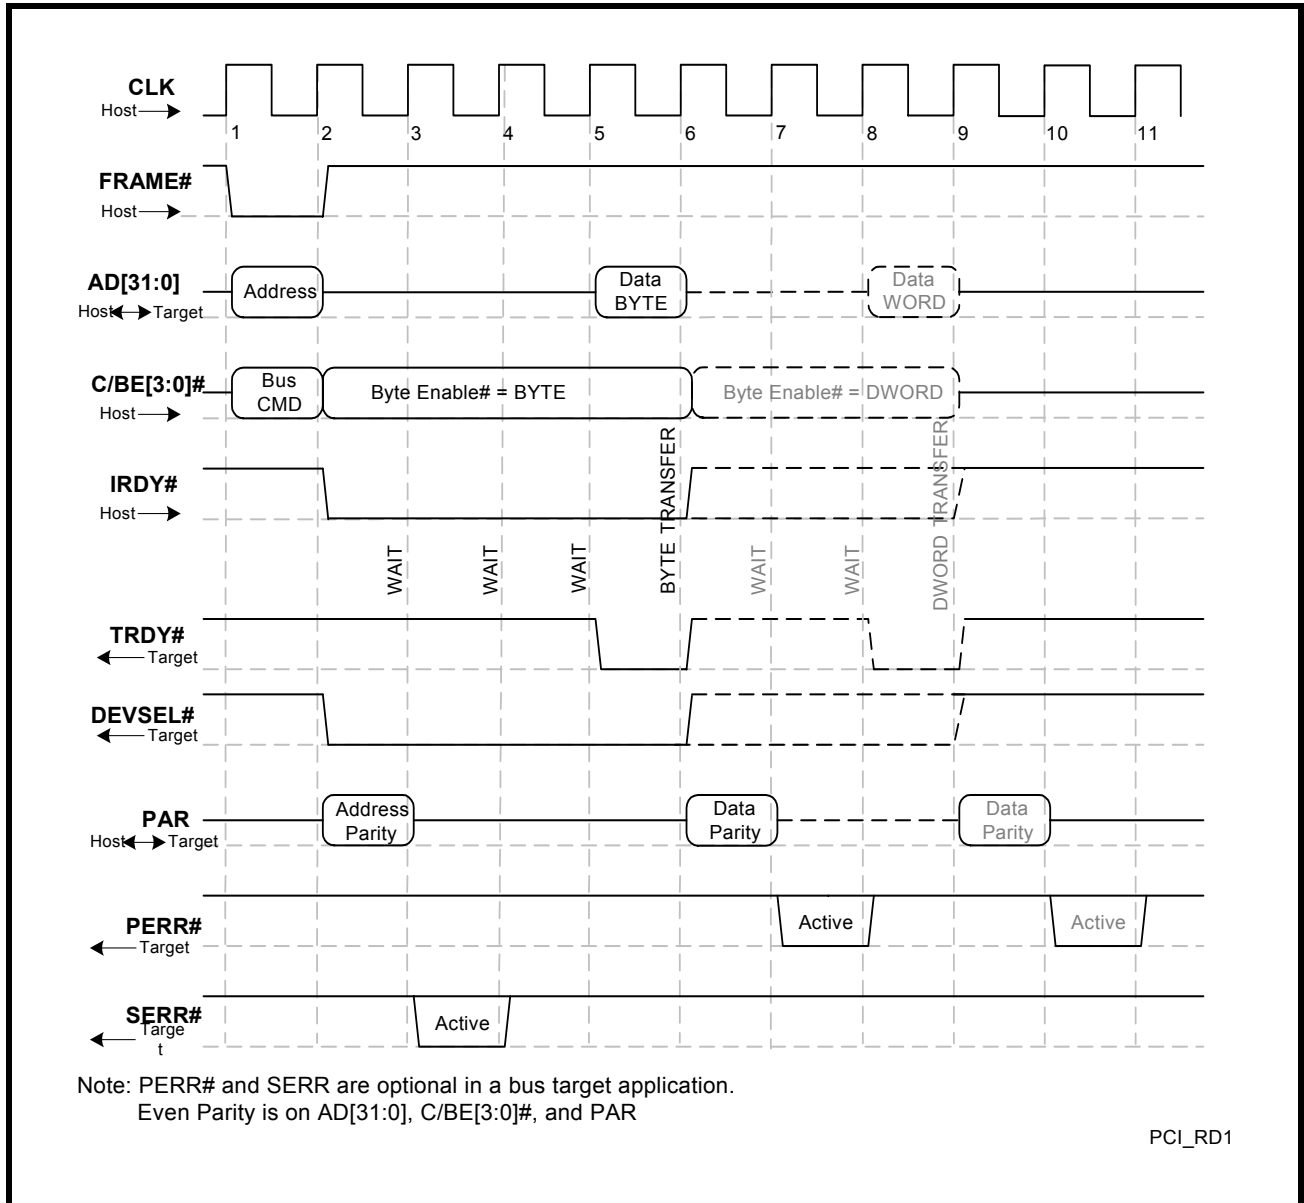 CLK
Host
1 2 3 4 5 6 7 8 9 10 11
FRAME#
Host
AD[31:0]
Host Target
Address
Data
BYTE
Data
WORD
C/BE[3:0]#
Host
Bus
CMD
Byte Enable# = BYTE
Byte Enable# = DWORD
IRDY#
Host
WAIT
WAIT
WAIT
BYTE TRANSFER
WAIT
WAIT
DWORD TRANSFER
TRDY#
Target
DEVSEL#
Target
PAR
Host Target
Address
Parity
Data
Parity
Data
Parity
PERR#
Target
Active
Active
SERR#
Targe
t
Active
Note: PERR# and SERR are optional in a bus target application.
Even Parity is on AD[31:0], C/BE[3:0]#, and PAR
PCI_RD1